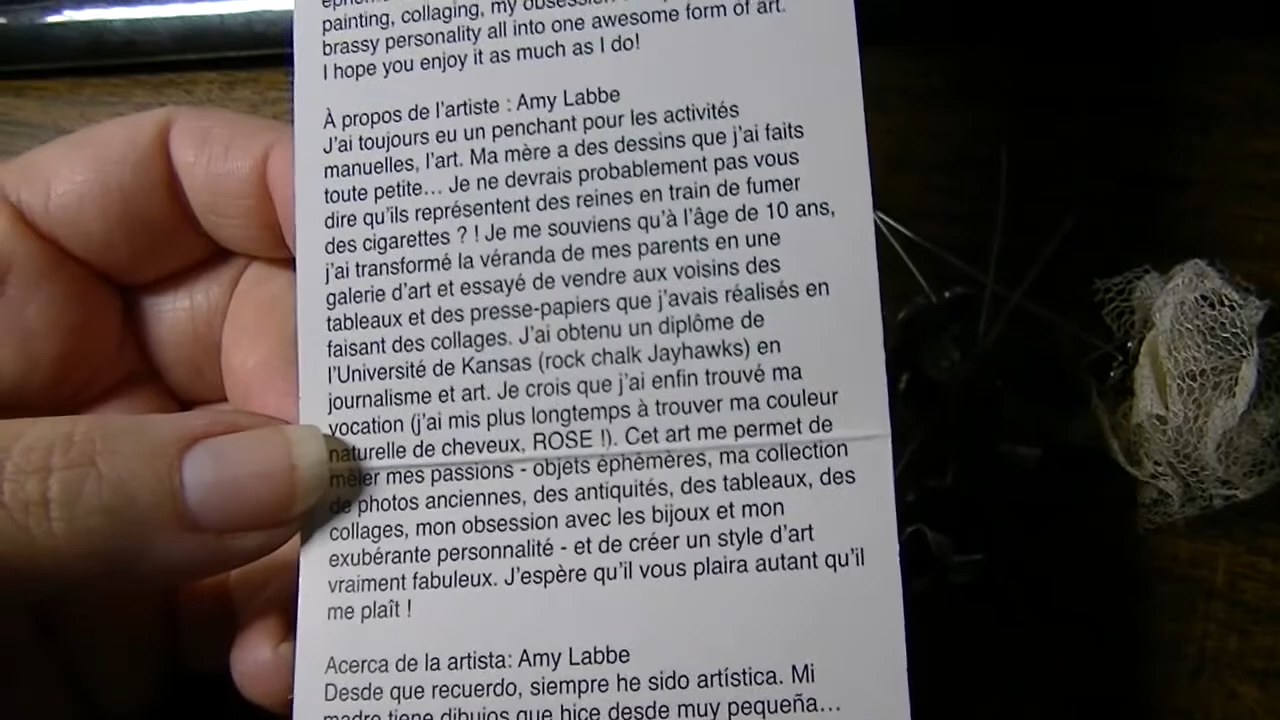 painting, collaging, my obsession
brassy personality all into one awesome form of art.
I hope you enjoy it as much as I do!
À propos de l'artiste : Amy Labbe
J'ai toujours eu un penchant pour les activités
manuelles, l'art. Ma mère a des dessins que j'ai faits
toute petite... Je ne devrais probablement pas vous
dire qu'ils représentent des reines en train de fumer
des cigarettes ? ! Je me souviens qu'à l'âge de 10 ans,
j'ai transformé la véranda de mes parents en une
galerie d'art et essayé de vendre aux voisins des
tableaux et des presse-papiers que j'avais réalisés en
faisant des collages. J'ai obtenu un diplôme de
l'Université de Kansas (rock chalk Jayhawks) en
journalisme et art. Je crois que j'ai enfin trouvé ma
vocation (j'ai mis plus longtemps à trouver ma couleur
naturelle de cheveux, ROSE !). Cet art me permet de
mêler mes passions - objets éphémères, ma collection
de photos anciennes, des antiquités, des tableaux, des
collages, mon obsession avec les bijoux et mon
exubérante personnalité - et de créer un style d'art
vraiment fabuleux. J'espère qu'il vous plaira autant qu'il
me plaît !
Acerca de la artista: Amy Labbe
Desde que recuerdo, siempre he sido artística. Mi
madre tiene dibujos que hice desde muy pequeña...